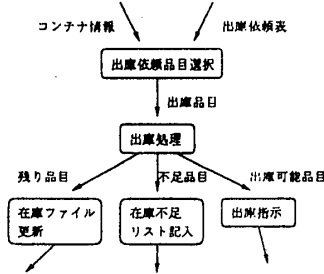 コンテナ情報
出庫依頼表
出庫依頼品目選択
出庫品目
出庫処理
残り品目
不足品目
出庫可能品目
在庫ファイル
更新
在庫不足
リスト記入
出庫指示